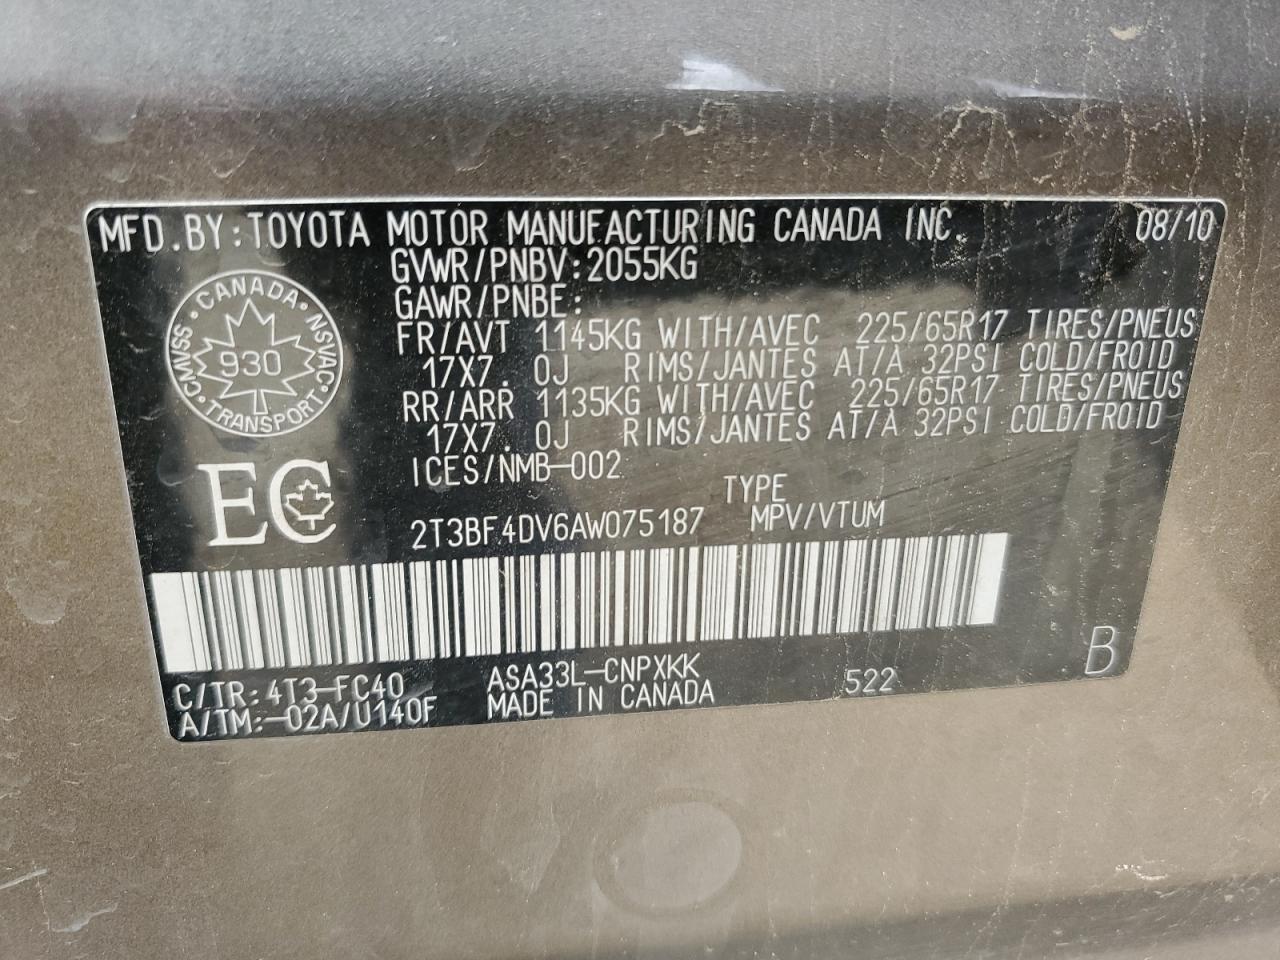 MFD.BY:TOYOTA MOTOR MANUFACTURING CANADA INC. 08/10
GVWR/PNBV:2055KG
GAWR/PNBE:
FR/AVT 1145KG WITH/AVEC 225/65R17 TIRES/PNEUS
17X7.0J RIMS/JANTES AT/À 32PSI COLD/FROID
RR/ARR 1135KG WITH/AVEC 225/65R17 TIRES/PNEUS
17X7.0J RIMS/JANTES AT/À 32PSI COLD/FROID
ICES/NMB-002
CANADA
CMVSS NSVAC
930
TRANSPORT
EC
TYPE
2T3BF4DV6AW075187 MPV/VTUM
C/TR:4T3-FC40 ASA33L-CNPXKK 522 B
A/TM:-02A/U140F MADE IN CANADA